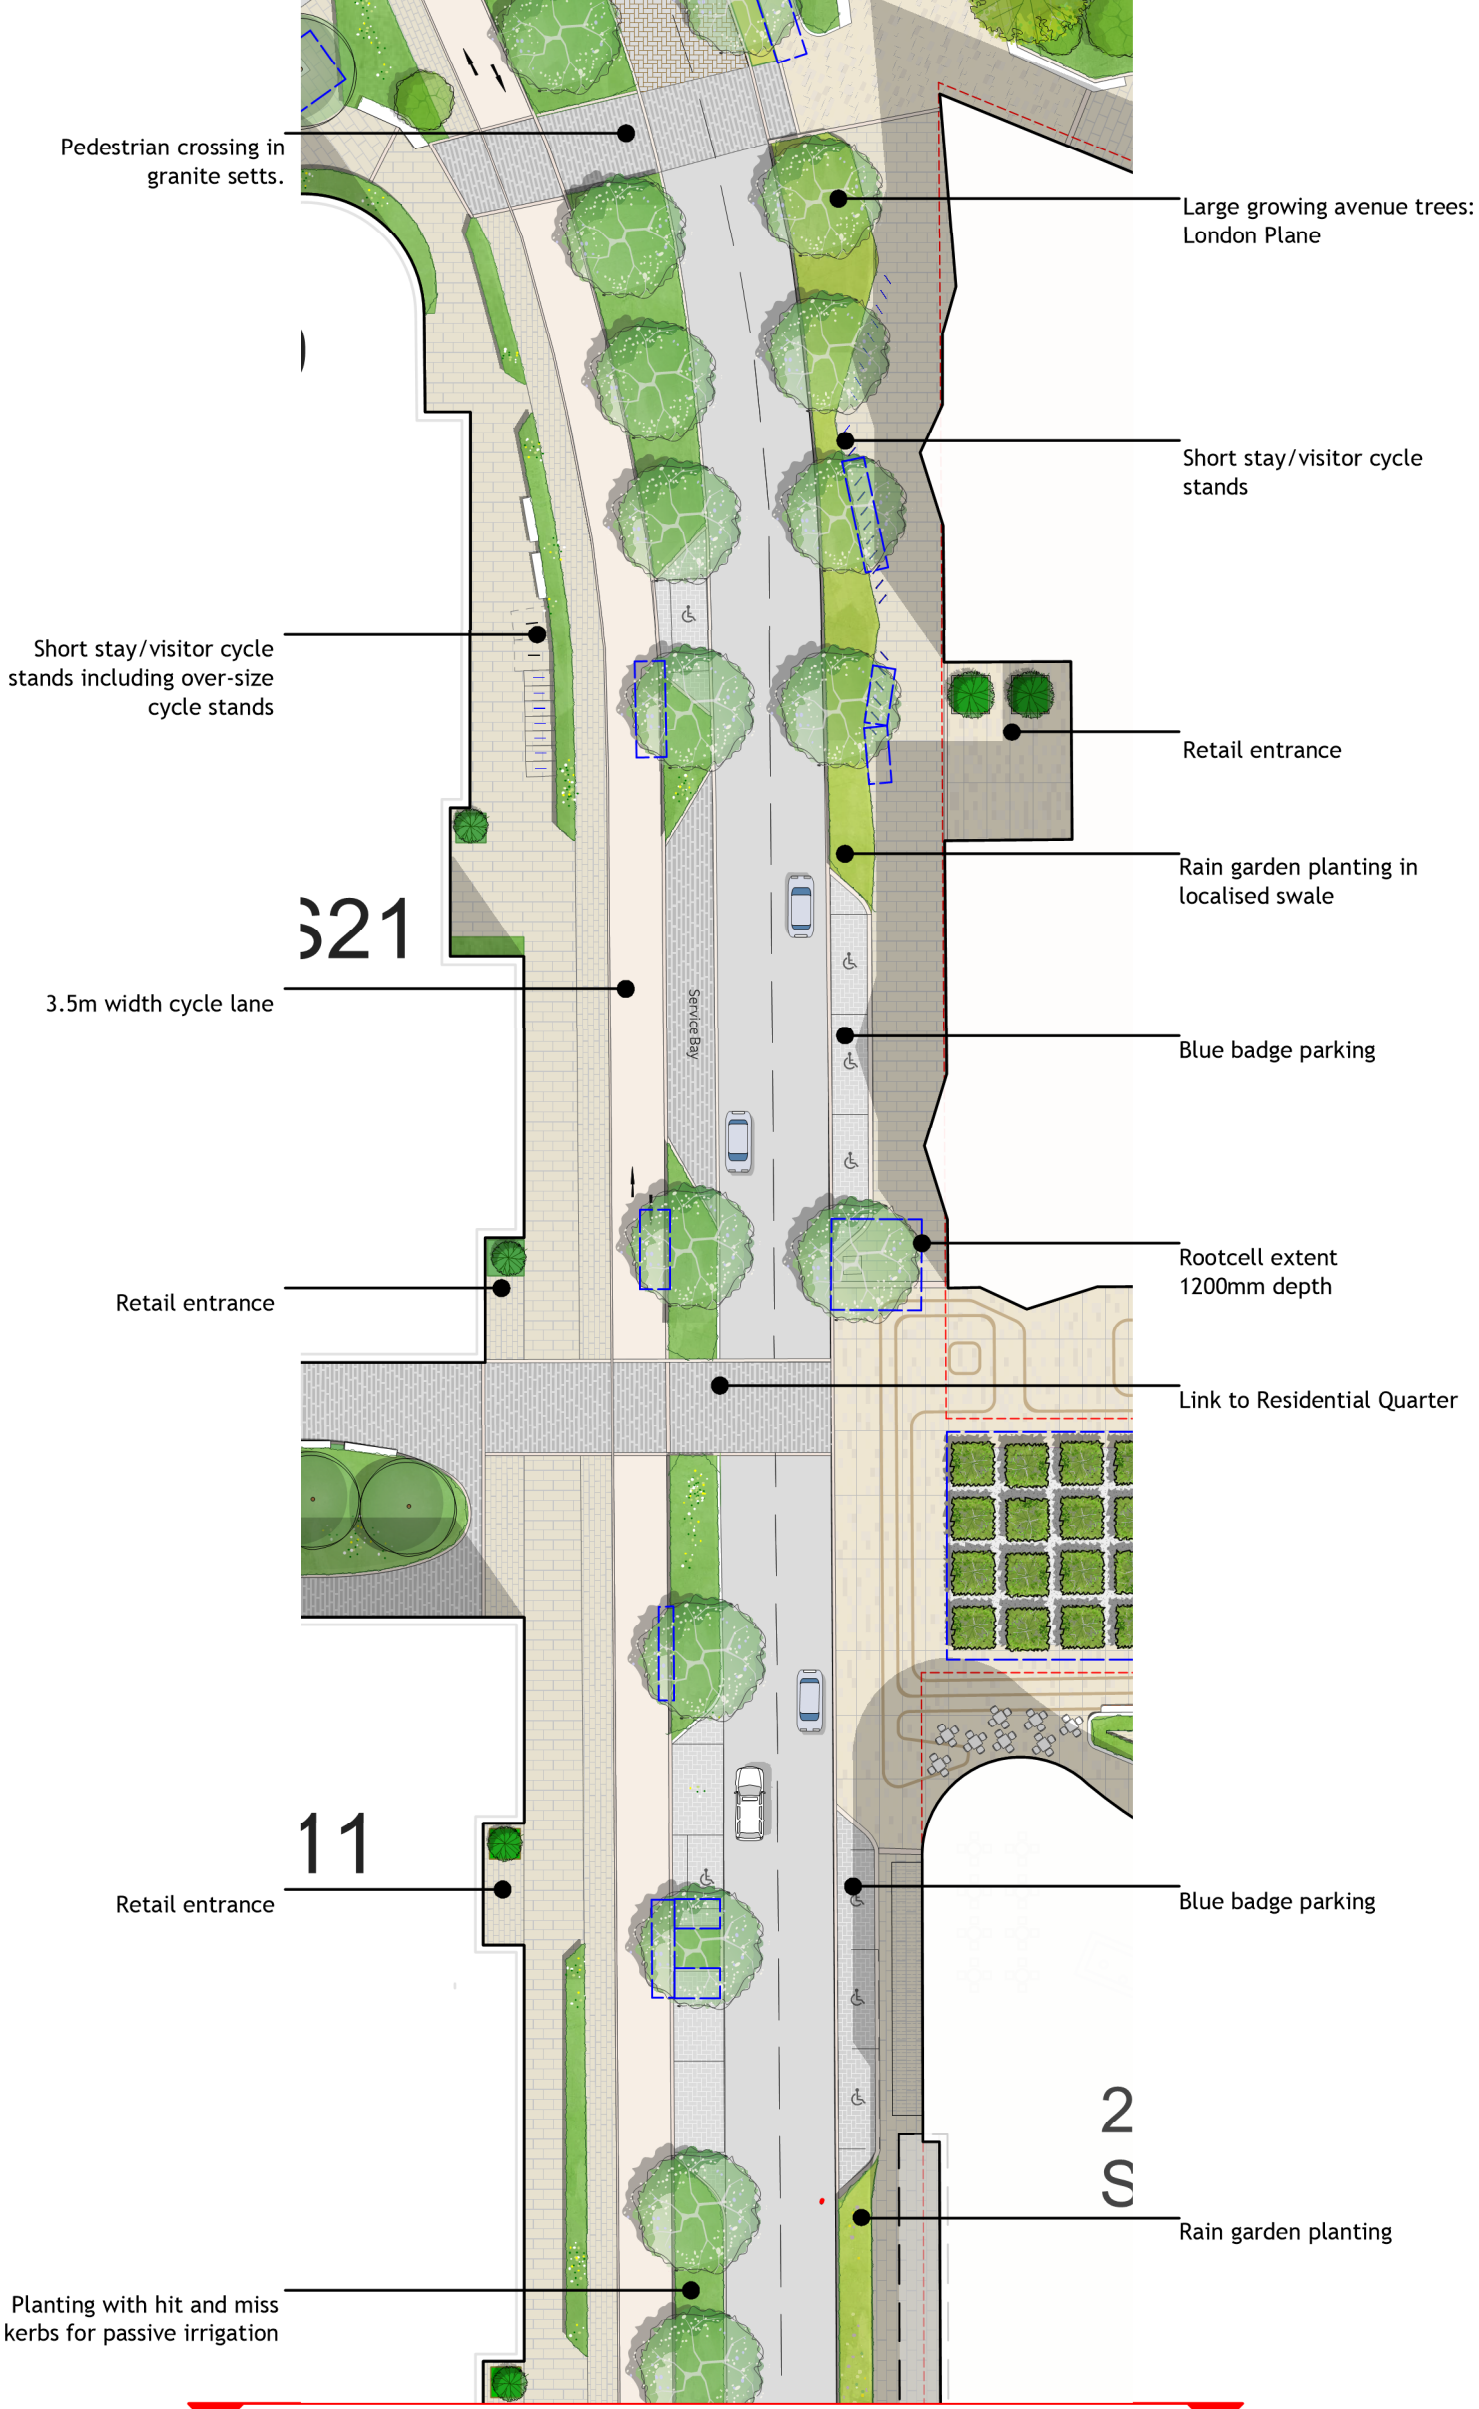 Pedestrian crossing in
granite setts.
Large growing avenue trees:
London Plane
Short stay/visitor cycle
stands
Short stay/visitor cycle
stands including over-size
cycle stands
Retail entrance
Rain garden planting in
localised swale
S21
3.5m width cycle lane
Service Bay
Blue badge parking
Rootcell extent
1200mm depth
Retail entrance
Link to Residential Quarter
11
Retail entrance
Blue badge parking
2
S
Rain garden planting
Planting with hit and miss
kerbs for passive irrigation